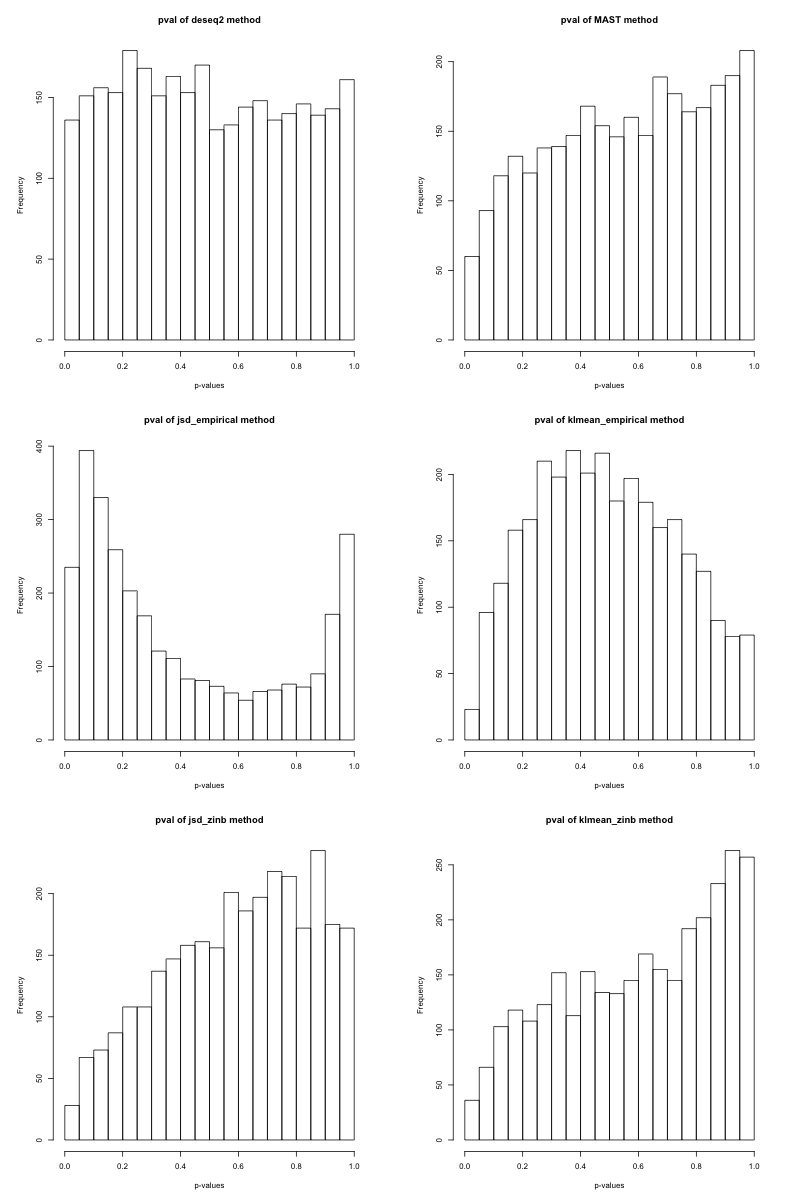 pval of deseq2 method
Frequency
0
50
100
150
0.0 0.2 0.4 0.6 0.8 1.0
p-values
pval of MAST method
Frequency
0
50
100
150
200
0.0 0.2 0.4 0.6 0.8 1.0
p-values
pval of jsd_empirical method
Frequency
0
100
200
300
400
0.0 0.2 0.4 0.6 0.8 1.0
p-values
pval of klmean_empirical method
Frequency
0
50
100
150
200
0.0 0.2 0.4 0.6 0.8 1.0
p-values
pval of jsd_zinb method
Frequency
0
50
100
150
200
0.0 0.2 0.4 0.6 0.8 1.0
p-values
pval of klmean_zinb method
Frequency
0
50
100
150
200
250
0.0 0.2 0.4 0.6 0.8 1.0
p-values